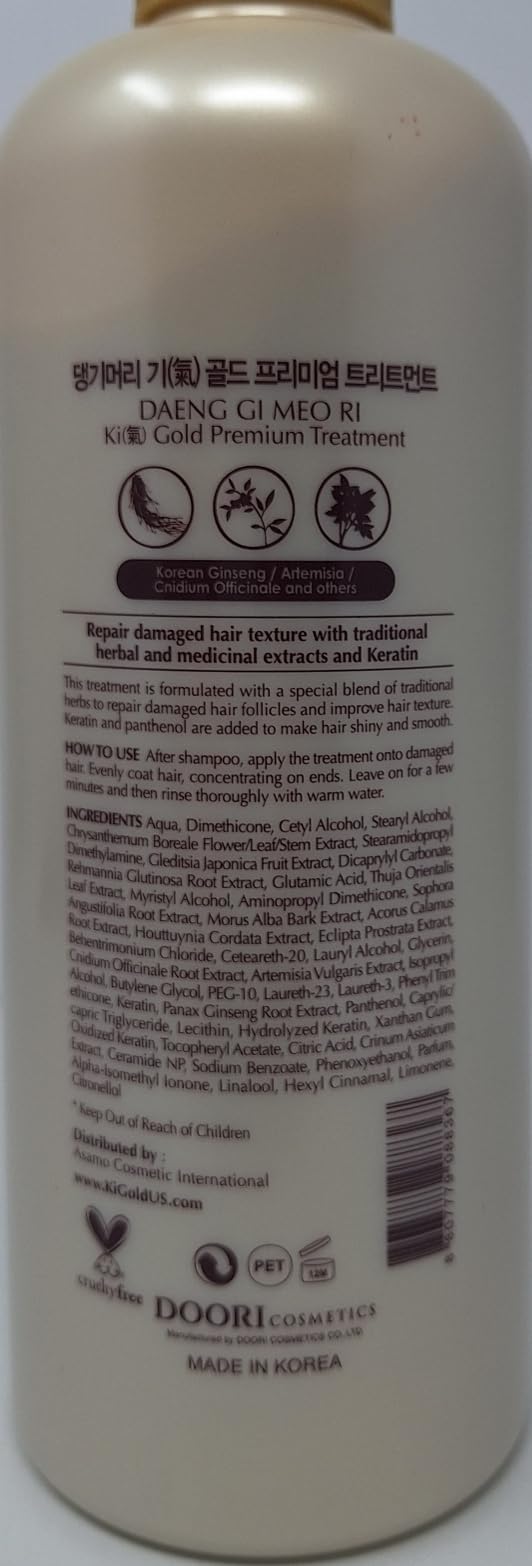 댕기머리 기(氣) 골드 프리미엄 트리트먼트
DAENG GI MEO RI
Ki(氣) Gold Premium Treatment
Korean Ginseng / Artemisia /
Cnidium Officinale and others
Repair damaged hair texture with traditional
herbal and medicinal extracts and Keratin
This treatment is formulated with a special blend of traditional
herbs to repair damaged hair follicles and improve hair texture.
Keratin and panthenol are added to make hair shiny and smooth.
HOW TO USE After shampoo, apply the treatment onto damaged
hair. Evenly coat hair, concentrating on ends. Leave on for a few
minutes and then rinse thoroughly with warm water.
INGREDIENTS Aqua, Dimethicone, Cetyl Alcohol, Stearyl Alcohol,
Chrysanthemum Boreale Flower/Leaf/Stem Extract, Stearamidopropyl
Dimethylamine, Gleditsia Japonica Fruit Extract, Dicaprylyl Carbonate,
Rehmannia Glutinosa Root Extract, Glutamic Acid, Thuja Orientalis
Leaf Extract, Myristyl Alcohol, Aminopropyl Dimethicone, Sophora
Angustifolia Root Extract, Morus Alba Bark Extract, Acorus Calamus
Root Extract, Houttuynia Cordata Extract, Eclipta Prostrata Extract,
Behentrimonium Chloride, Ceteareth-20, Lauryl Alcohol, Glycerin,
Cnidium Officinale Root Extract, Artemisia Vulgaris Extract, Isopropyl
Alcohol, Butylene Glycol, PEG-10, Laureth-23, Laureth-3, Phenyl Trim
ethicone, Keratin, Panax Ginseng Root Extract, Panthenol, Caprylic/
capric Triglyceride, Lecithin, Hydrolyzed Keratin, Xanthan Gum,
Oxidized Keratin, Tocopheryl Acetate, Citric Acid, Crinum Asiaticum
Extract, Ceramide NP, Sodium Benzoate, Phenoxyethanol, Parfum,
Alpha-Isomethyl Ionone, Linalool, Hexyl Cinnamal, Limonene,
Citronellol
* Keep Out of Reach of Children
Distributed by :
Asamo Cosmetic International
www.KiGoldUS.com
cruelty free
PET
12M
DOORI COSMETICS
Manufactured by DOORI COSMETICS CO.,LTD
MADE IN KOREA